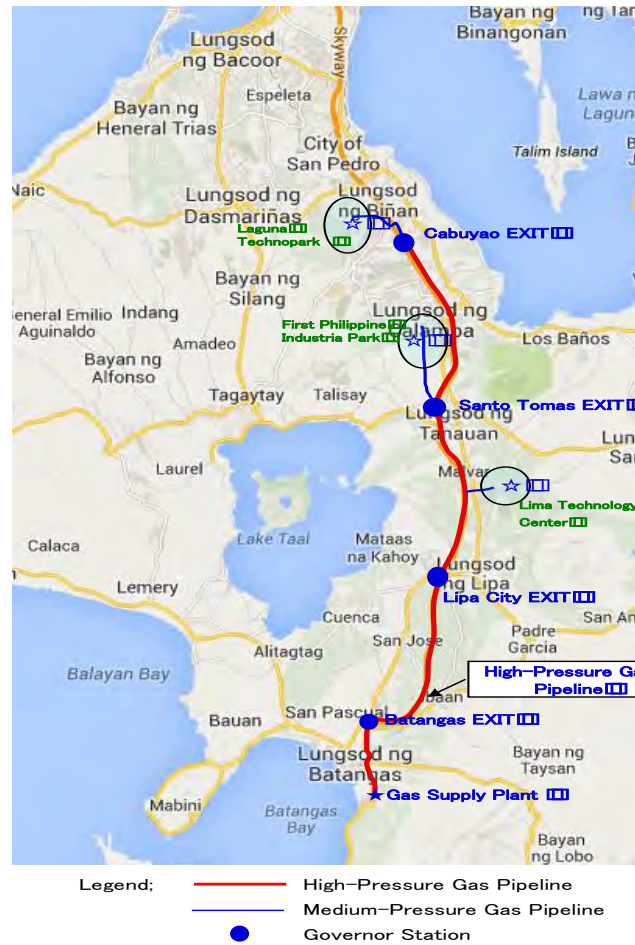 Bayan ng
Binangonan
Lungsod
ng Bacoor
Skyway
Espeleta
Bayan ng
Heneral Trias
City of
San Pedro
Lawa ng
Talim Island
Naic
Lungsod ng
Dasmariñas
Lungsod
ng Biñan
Laguna
Technopark
Cabuyao EXIT
Bayan ng
Silang
General Emilio
Aguinaldo
Indang
Amadeo
First Philippine
Industria Park
Lungsod ng
Los Baños
Bayan ng
Alfonso
Tagaytay
Talisay
Santo Tomas EXIT
Lungsod ng
Tanauan
Laurel
Malvar
Lima Technology
Center
Lake Taal
Calaca
Mataas
na Kahoy
Lungsod
ng Lipa
Lemery
Lipa City EXIT
Cuenca
San Jose
Padre
Garcia
Alitagtag
Balayan Bay
High-Pressure Ga
Pipeline
Bauan
San Pascual
Batangas EXIT
Lungsod ng
Batangas
Bayan ng
Taysan
Mabini
Batangas
Bay
Gas Supply Plant
Bayan
ng Lobo
Legend;
High-Pressure Gas Pipeline
Medium-Pressure Gas Pipeline
Governor Station